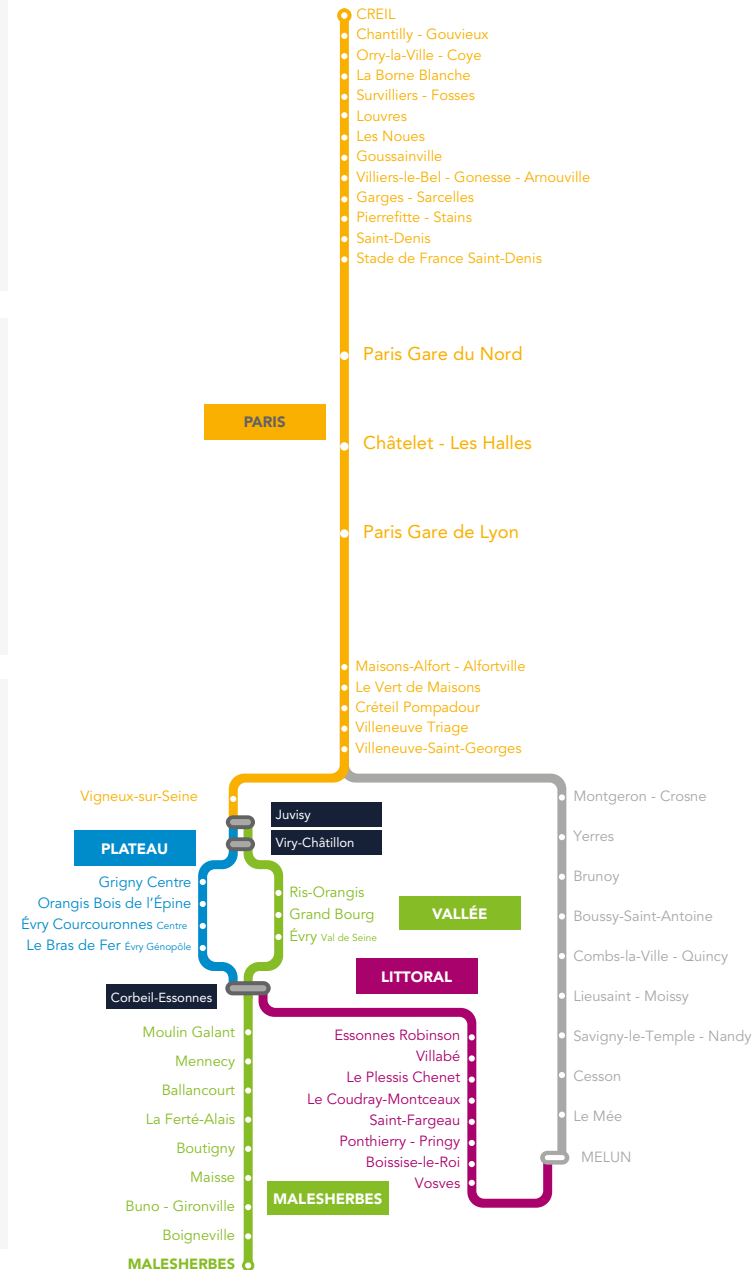 CREIL
Chantilly - Gouvieux
Orry-la-Ville - Coye
La Borne Blanche
Survilliers - Fosses
Louvres
Les Noues
Goussainville
Villiers-le-Bel - Gonesse - Arnouville
Garges - Sarcelles
Pierrefitte - Stains
Saint-Denis
Stade de France Saint-Denis
Paris Gare du Nord
PARIS
Châtelet - Les Halles
Paris Gare de Lyon
Maisons-Alfort - Alfortville
Le Vert de Maisons
Créteil Pompadour
Villeneuve Triage
Villeneuve-Saint-Georges
Vigneux-sur-Seine
Juvisy
Viry-Châtillon
PLATEAU
Grigny Centre
Orangis Bois de l'Épine
Évry Courcouronnes Centre
Le Bras de Fer Évry Génopôle
Ris-Orangis
Grand Bourg
Évry Val de Seine
VALLÉE
LITTORAL
Corbeil-Essonnes
Moulin Galant
Mennecy
Ballancourt
La Ferté-Alais
Boutigny
Maisse
Buno - Gironville
Boigneville
MALESHERBES
MALESHERBES
Essonnes Robinson
Villabé
Le Plessis Chenet
Le Coudray-Montceaux
Saint-Fargeau
Ponthierry - Pringy
Boissise-le-Roi
Vosves
Montgeron - Crosne
Yerres
Brunoy
Boussy-Saint-Antoine
Combs-la-Ville - Quincy
Lieusaint - Moissy
Savigny-le-Temple - Nandy
Cesson
Le Mée
MELUN